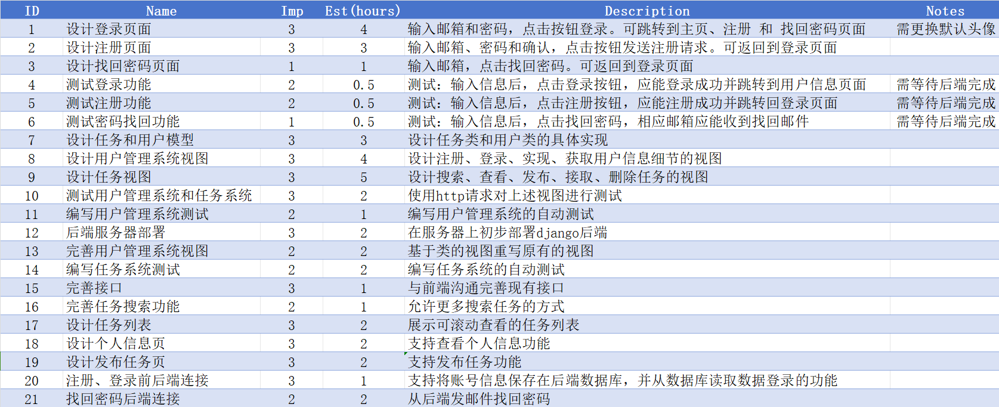 ID Name Imp Est(hours) Description Notes
1 设计登录页面 3 4 输入邮箱和密码，点击按钮登录。可跳转到主页、注册 和 找回密码页面 需更换默认头像
2 设计注册页面 3 3 输入邮箱、密码和确认，点击按钮发送注册请求。可返回到登录页面
3 设计找回密码页面 1 1 输入邮箱，点击找回密码。可返回到登录页面
4 测试登录功能 2 0.5 测试：输入信息后，点击登录按钮，应能登录成功并跳转到用户信息页面 需等待后端完成
5 测试注册功能 2 0.5 测试：输入信息后，点击注册按钮，应能注册成功并跳转回登录页面 需等待后端完成
6 测试密码找回功能 1 0.5 测试：输入信息后，点击找回密码，相应邮箱应能收到找回邮件 需等待后端完成
7 设计任务和用户模型 3 3 设计任务类和用户类的具体实现
8 设计用户管理系统视图 3 4 设计注册、登录、实现、获取用户信息细节的视图
9 设计任务视图 3 5 设计搜索、查看、发布、接取、删除任务的视图
10 测试用户管理系统和任务系统 3 2 使用http请求对上述视图进行测试
11 编写用户管理系统测试 2 1 编写用户管理系统的自动测试
12 后端服务器部署 3 2 在服务器上初步部署django后端
13 完善用户管理系统视图 2 2 基于类的视图重写原有的视图
14 编写任务系统测试 2 2 编写任务系统的自动测试
15 完善接口 3 1 与前端沟通完善现有接口
16 完善任务搜索功能 2 1 允许更多搜索任务的方式
17 设计任务列表 3 2 展示可滚动查看的任务列表
18 设计个人信息页 3 2 支持查看个人信息功能
19 设计发布任务页 3 2 支持发布任务功能
20 注册、登录前后端连接 3 1 支持将账号信息保存在后端数据库，并从数据库读取数据登录的功能
21 找回密码后端连接 2 2 从后端发邮件找回密码